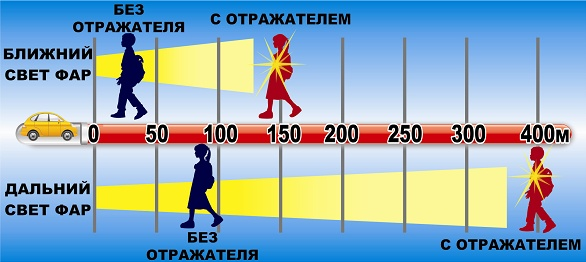 БЕЗ
ОТРАЖАТЕЛЯ
С ОТРАЖАТЕЛЕМ
БЛИЖНИЙ
СВЕТ ФАР
0 50 100 150 200 250 300 400м
ДАЛЬНИЙ
СВЕТ ФАР
БЕЗ
ОТРАЖАТЕЛЯ
С ОТРАЖАТЕЛЕМ